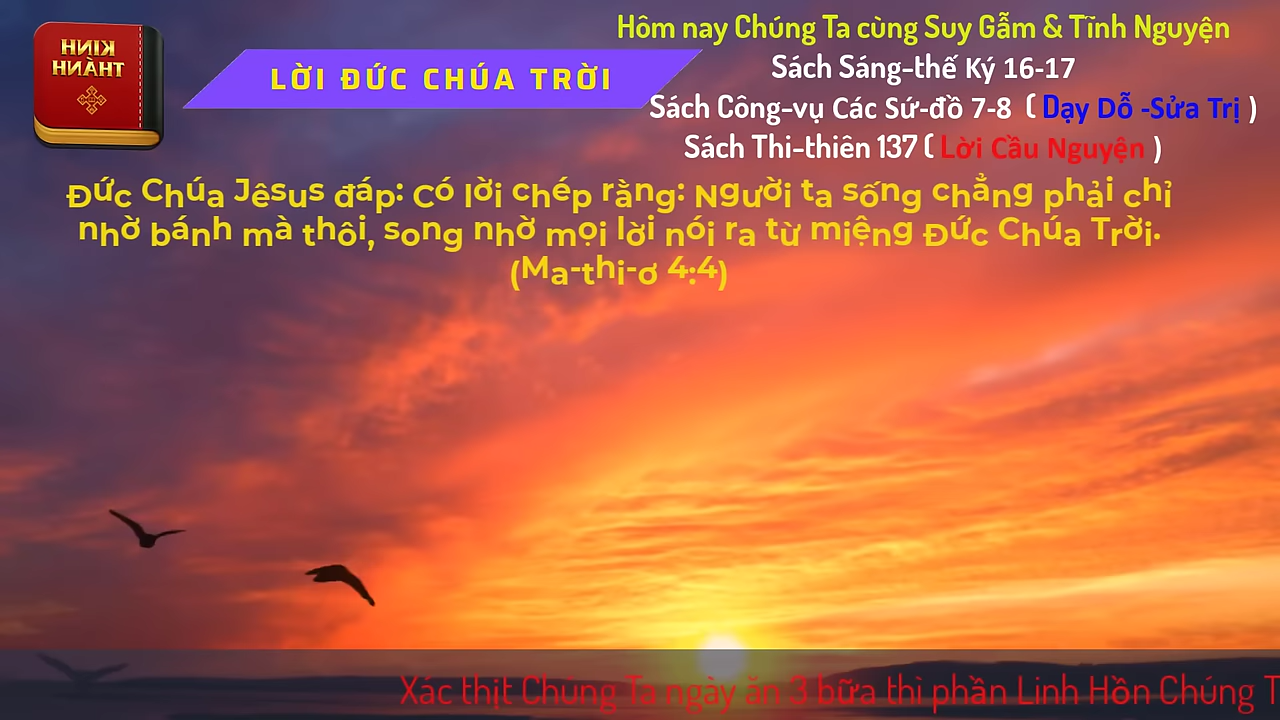 KINH
THÀNH
LỜI ĐỨC CHÚA TRỜI
Hôm nay Chúng Ta cùng Suy Gẫm & Tĩnh Nguyện
Sách Sáng-thế Ký 16-17
Sách Công-vụ Các Sứ-đồ 7-8 ( Dạy Dỗ -Sửa Trị )
Sách Thi-thiên 137 ( Lời Cầu Nguyện )
Đức Chúa Jêsus đáp: Có lời chép rằng: Người ta sống chẳng phải chỉ
nhờ bánh mà thôi, song nhờ mọi lời nói ra từ miệng Đức Chúa Trời.
(Ma-thi-ơ 4:4)
Xác thịt Chúng Ta ngày ăn 3 bữa thì phần Linh Hồn Chúng T